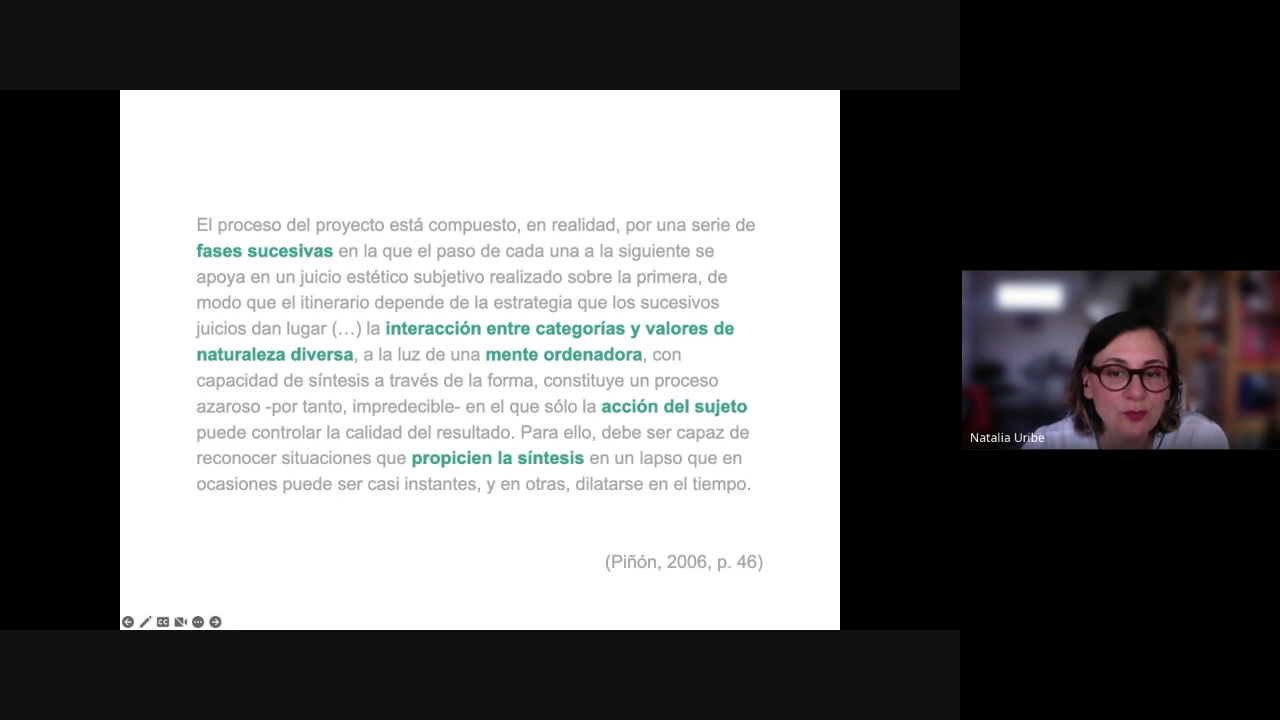 El proceso del proyecto está compuesto, en realidad, por una serie de
fases sucesivas en la que el paso de cada una a la siguiente se
apoya en un juicio estético subjetivo realizado sobre la primera, de
modo que el itinerario depende de la estrategia que los sucesivos
juicios dan lugar (…) la interacción entre categorías y valores de
naturaleza diversa, a la luz de una mente ordenadora, con
capacidad de síntesis a través de la forma, constituye un proceso
azaroso -por tanto, impredecible- en el que sólo la acción del sujeto
puede controlar la calidad del resultado. Para ello, debe ser capaz de
reconocer situaciones que propicien la síntesis en un lapso que en
ocasiones puede ser casi instantes, y en otras, dilatarse en el tiempo.
(Piñón, 2006, p. 46)
CC
Natalia Uribe